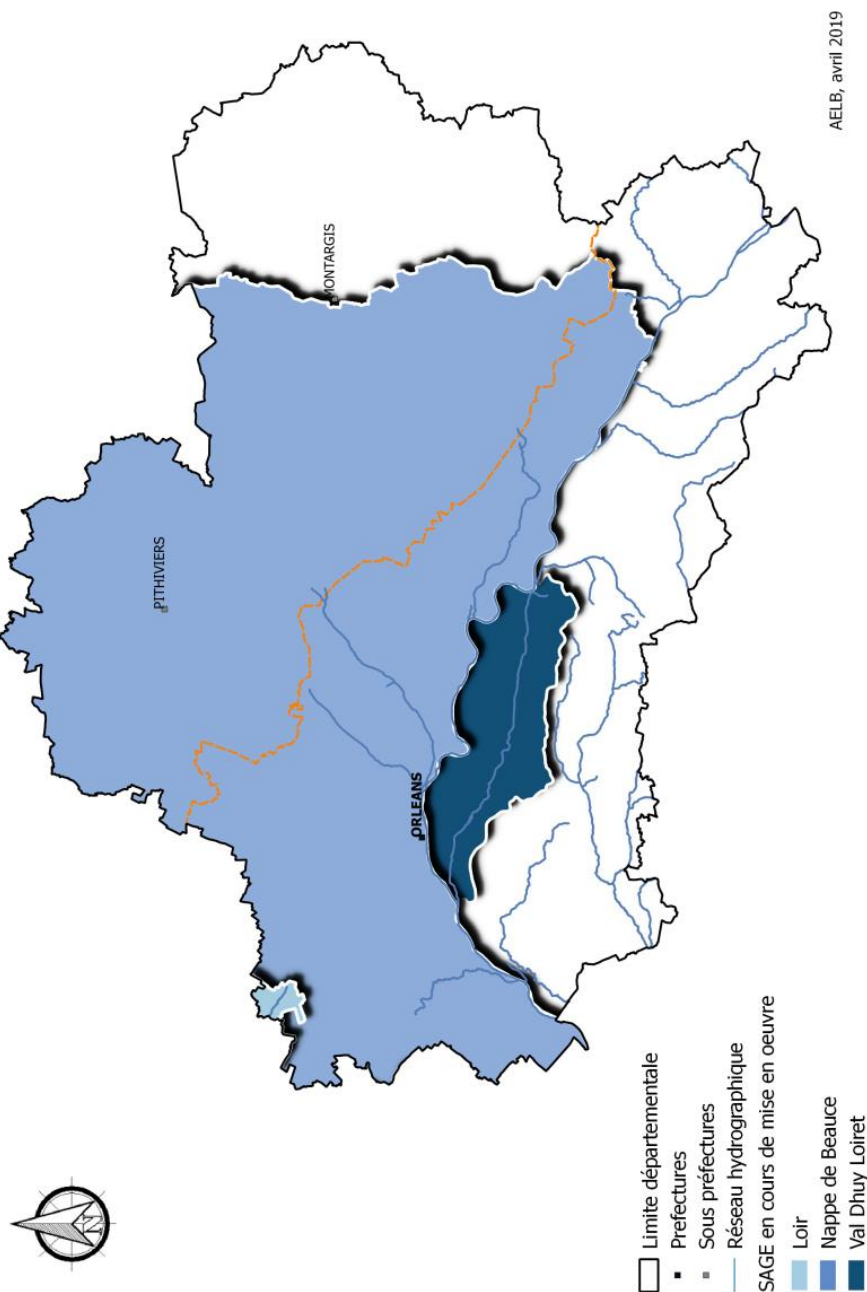 AELB, avril 2019
MONTARGIS
PITHIVIERS
ORLEANS
N
Limite départementale
Prefectures
Sous préfectures
Réseau hydrographique
SAGE en cours de mise en oeuvre
Loir
Nappe de Beauce
Val Dhuy Loiret